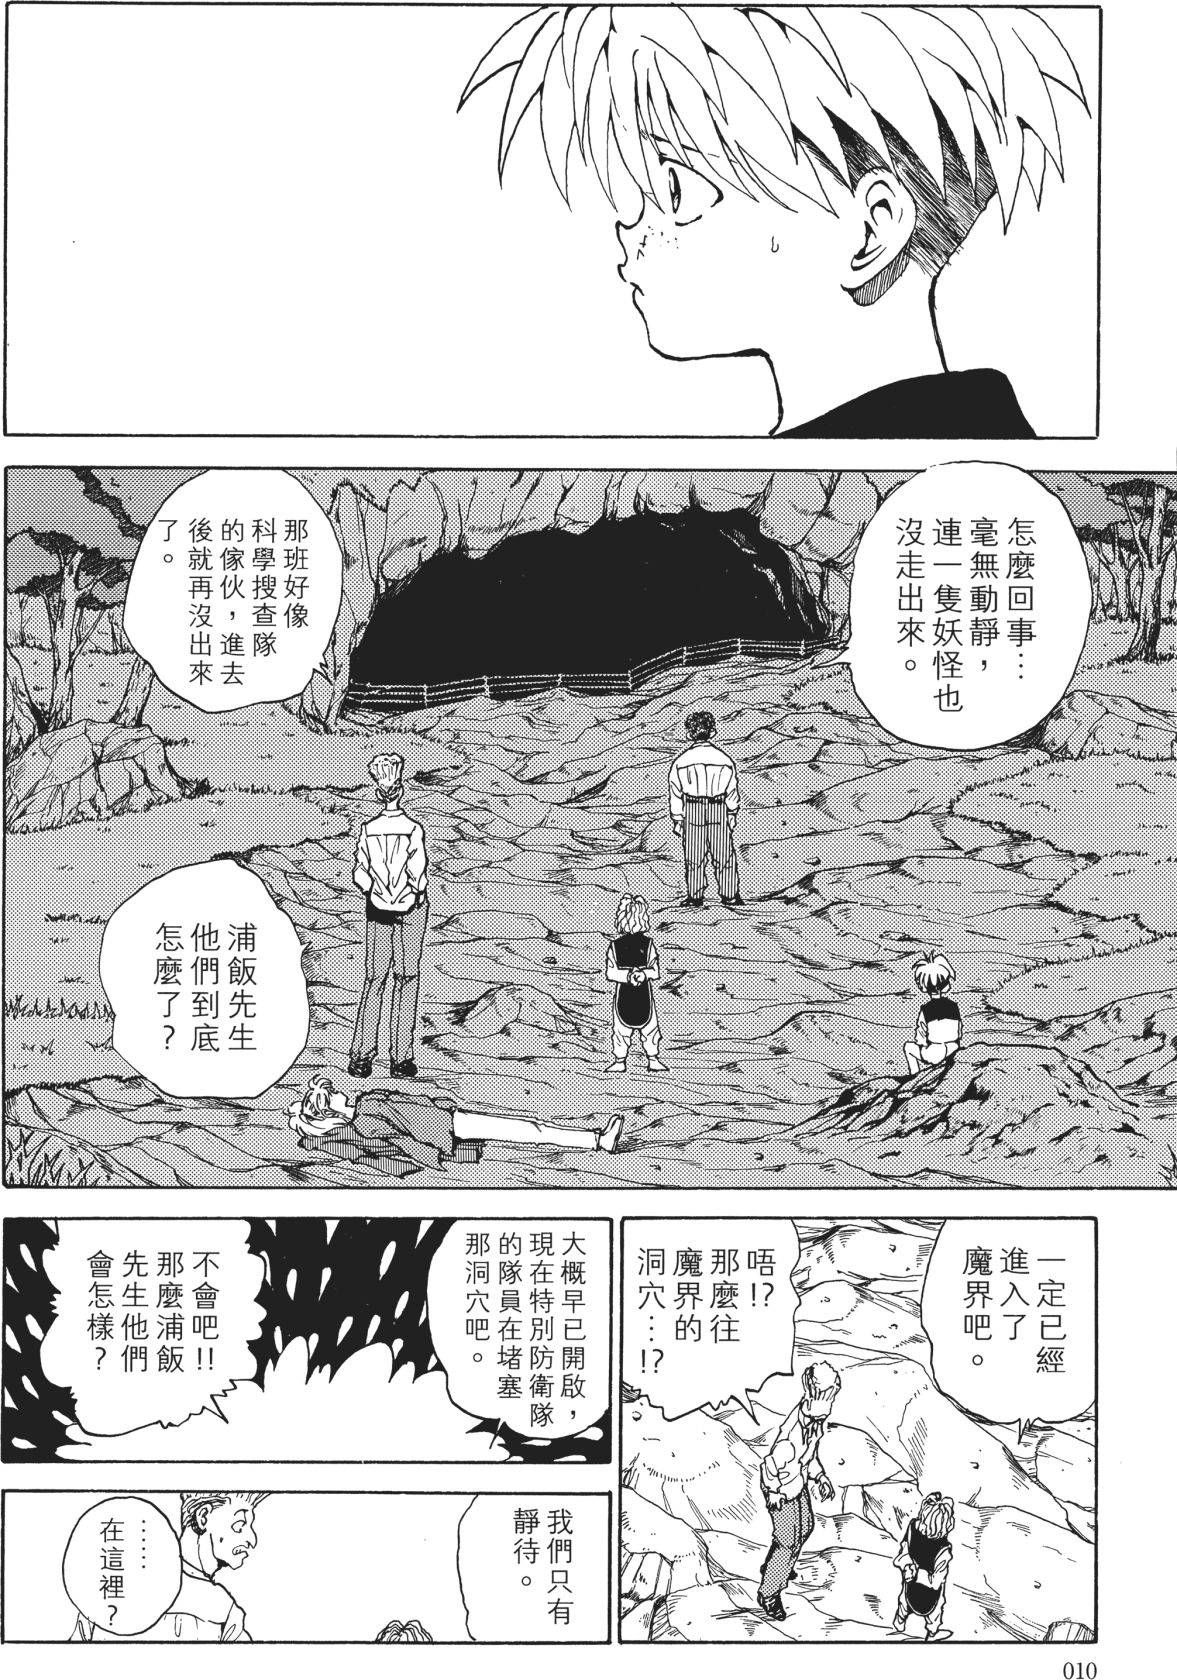 怎麼回事…
毫無動靜，
連一隻妖怪也
沒走出來。
那班好像
科學搜查隊
的傢伙，進去
後就再沒出來
了。
浦飯先生
他們到底
怎麼了？
一定已經
進入了
魔界吧。
唔!?
那麼往
魔界的
洞穴…!?
大概早已開啟，
現在特別防衛隊
的隊員在堵塞
那洞穴吧。
不會吧!!
那麼浦飯
先生他們
會怎樣？
我們只有
靜待。
……
在這裡？
010